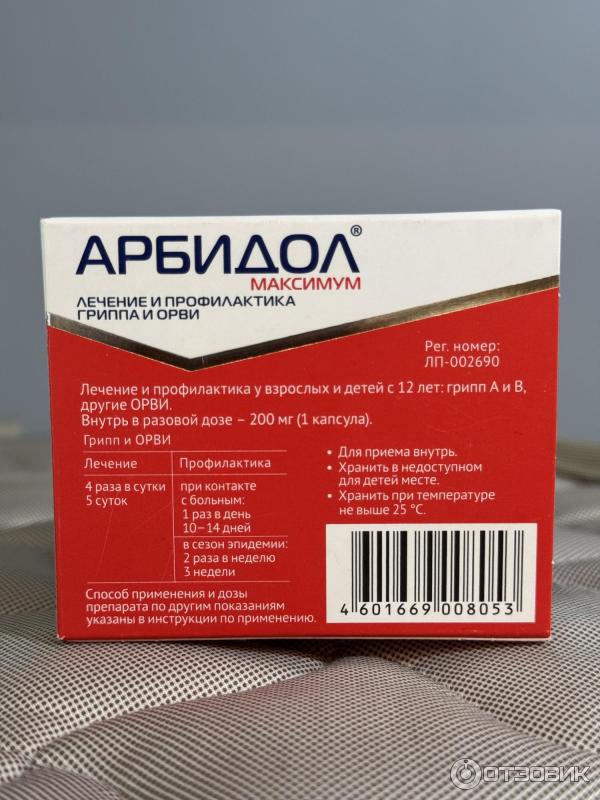 АРБИДОЛ®
МАКСИМУМ
ЛЕЧЕНИЕ И ПРОФИЛАКТИКА
ГРИППА И ОРВИ
Рег. номер:
ЛП-002690
Лечение и профилактика у взрослых и детей с 12 лет: грипп А и В,
другие ОРВИ.
Внутрь в разовой дозе – 200 мг (1 капсула).
Грипп и ОРВИ
Лечение
Профилактика
4 раза в сутки
5 суток
при контакте
с больным:
1 раз в день
10–14 дней
в сезон эпидемии:
2 раза в неделю
3 недели
• Для приема внутрь.
• Хранить в недоступном
для детей месте.
• Хранить при температуре
не выше 25 °С.
Способ применения и дозы
препарата по другим показаниям
указаны в инструкции по применению.
4 601669 008053
ОТЗОВИК